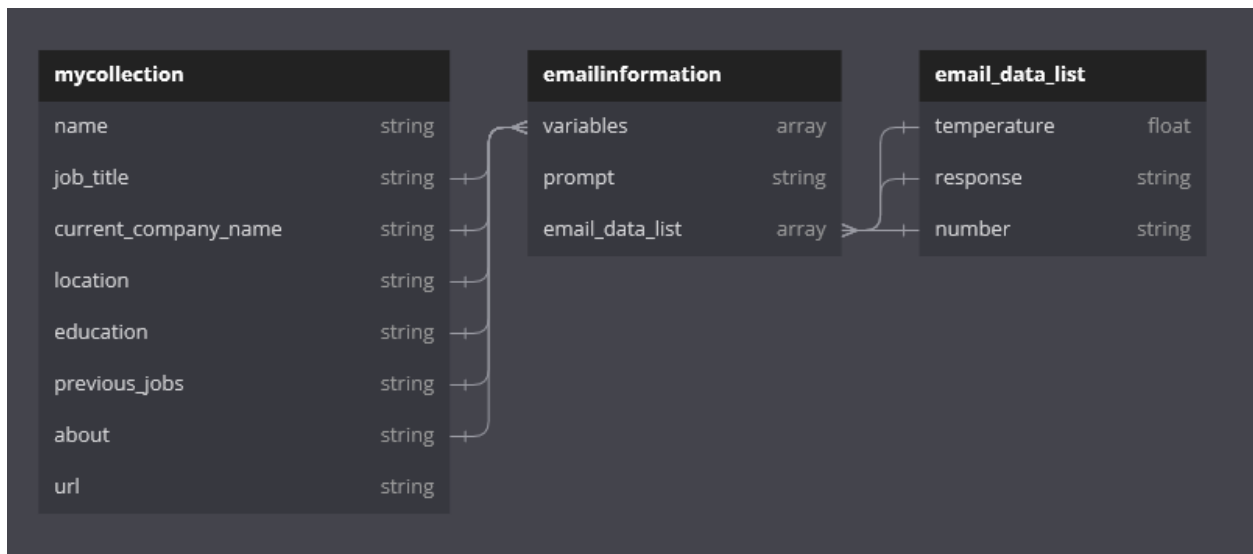 mycollection
name string
job_title string
current_company_name string
location string
education string
previous_jobs string
about string
url string
emailinformation
variables array
prompt string
email_data_list array
email_data_list
temperature float
response string
number string